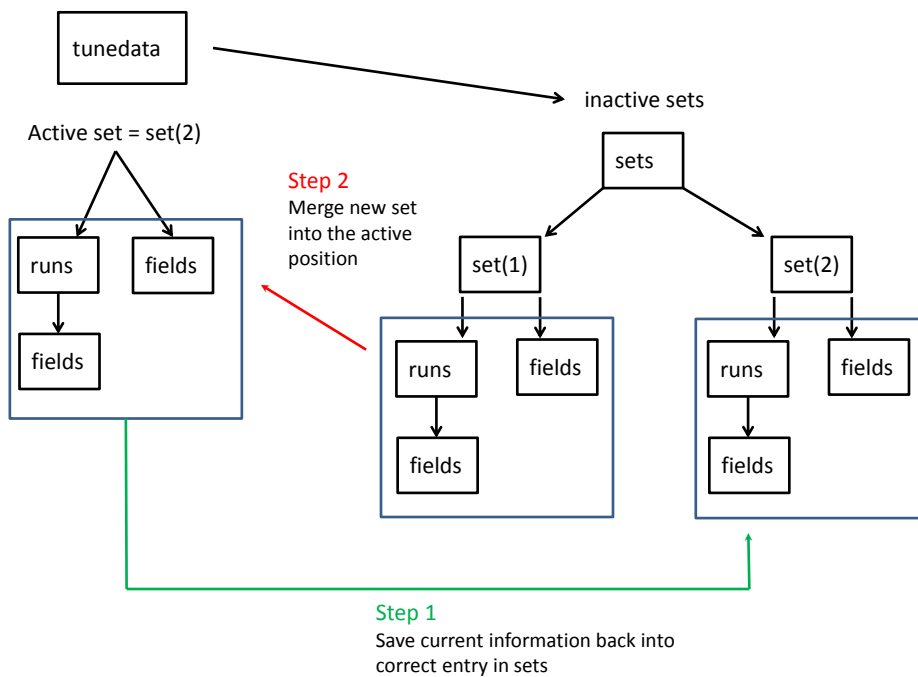 tunedata
inactive sets
Active set = set(2)
sets
Step 2
Merge new set
into the active
position
runs
fields
fields
set(1)
set(2)
runs
fields
fields
runs
fields
fields
Step 1
Save current information back into
correct entry in sets